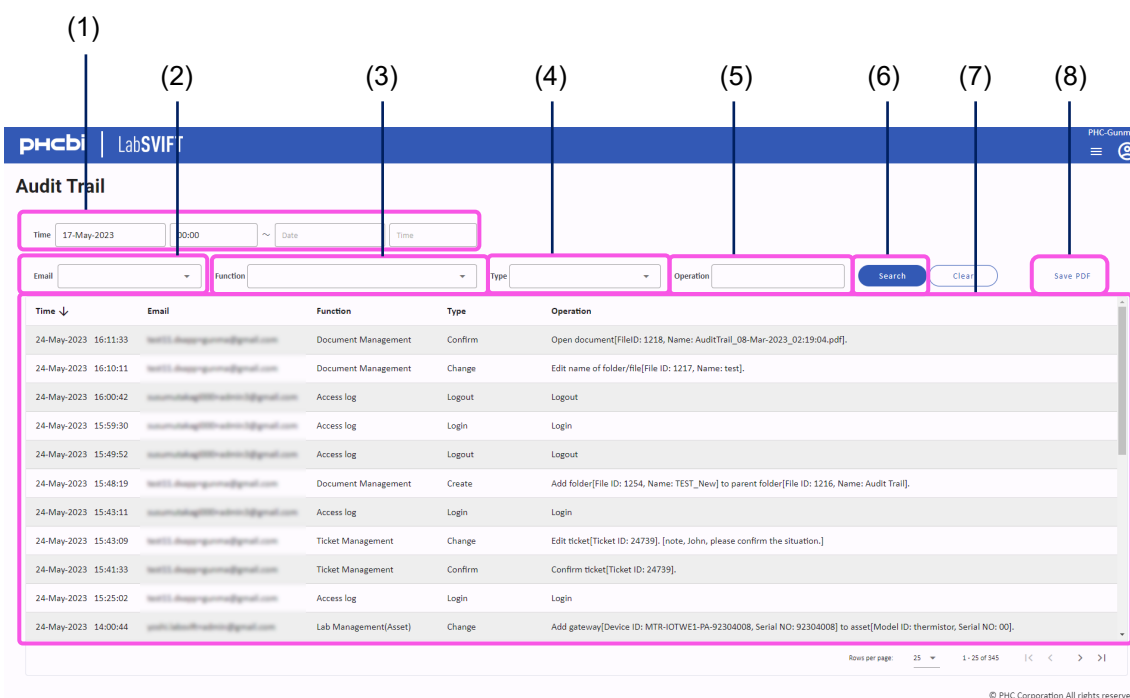 (1)
(2) (3) (4) (5) (6) (7) (8)
PHCbi LabSVIFT PHC-Gunm
Audit Trail
Time 17-May-2023 00:00 ~ Date Time
Email Function Type Operation Search Clear Save PDF
Time ↓ Email Function Type Operation
24-May-2023 16:11:33 Document Management Confirm Open document[FileID: 1218, Name: AuditTrail_08-Mar-2023_02:19:04.pdf].
24-May-2023 16:10:11 Document Management Change Edit name of folder/file[File ID: 1217, Name: test].
24-May-2023 16:00:42 Access log Logout Logout
24-May-2023 15:59:30 Access log Login Login
24-May-2023 15:49:52 Access log Logout Logout
24-May-2023 15:48:19 Document Management Create Add folder[File ID: 1254, Name: TEST_New] to parent folder[File ID: 1216, Name: Audit Trail].
24-May-2023 15:43:11 Access log Login Login
24-May-2023 15:43:09 Ticket Management Change Edit ticket[Ticket ID: 24739]. [note, John, please confirm the situation.]
24-May-2023 15:41:33 Ticket Management Confirm Confirm ticket[Ticket ID: 24739].
24-May-2023 15:25:02 Access log Login Login
24-May-2023 14:00:44 Lab Management(Asset) Change Add gateway[Device ID: MTR-IOTWE1-PA-92304008, Serial NO: 92304008] to asset[Model ID: thermistor, Serial NO: 00].
Rows per page: 25 1 - 25 of 345 |< < > >|
© PHC Corporation All rights reserve